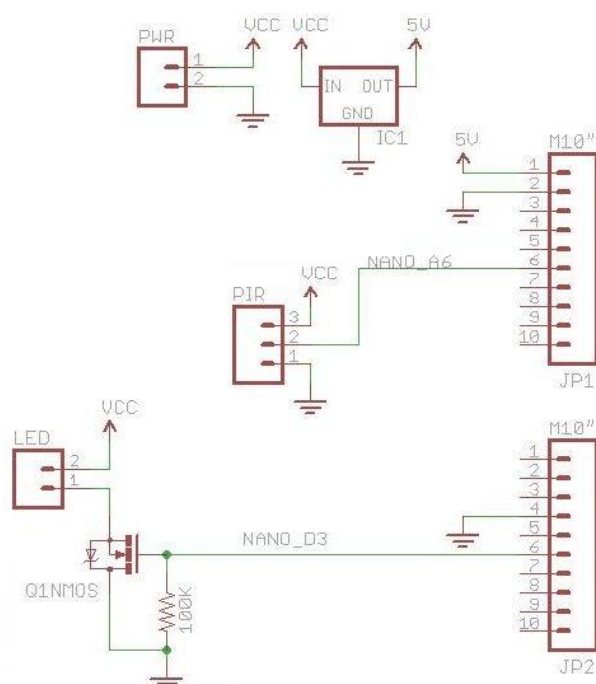 PWR
1
2
VCC
VCC
5V
IN OUT
GND
IC1
5V
M10"
1
2
3
4
5
6
7
8
9
10
JP1
NANO_A6
PIR
VCC
3
2
1
LED
VCC
2
1
Q1NMOS
NANO_D3
100K
M10"
1
2
3
4
5
6
7
8
9
10
JP2